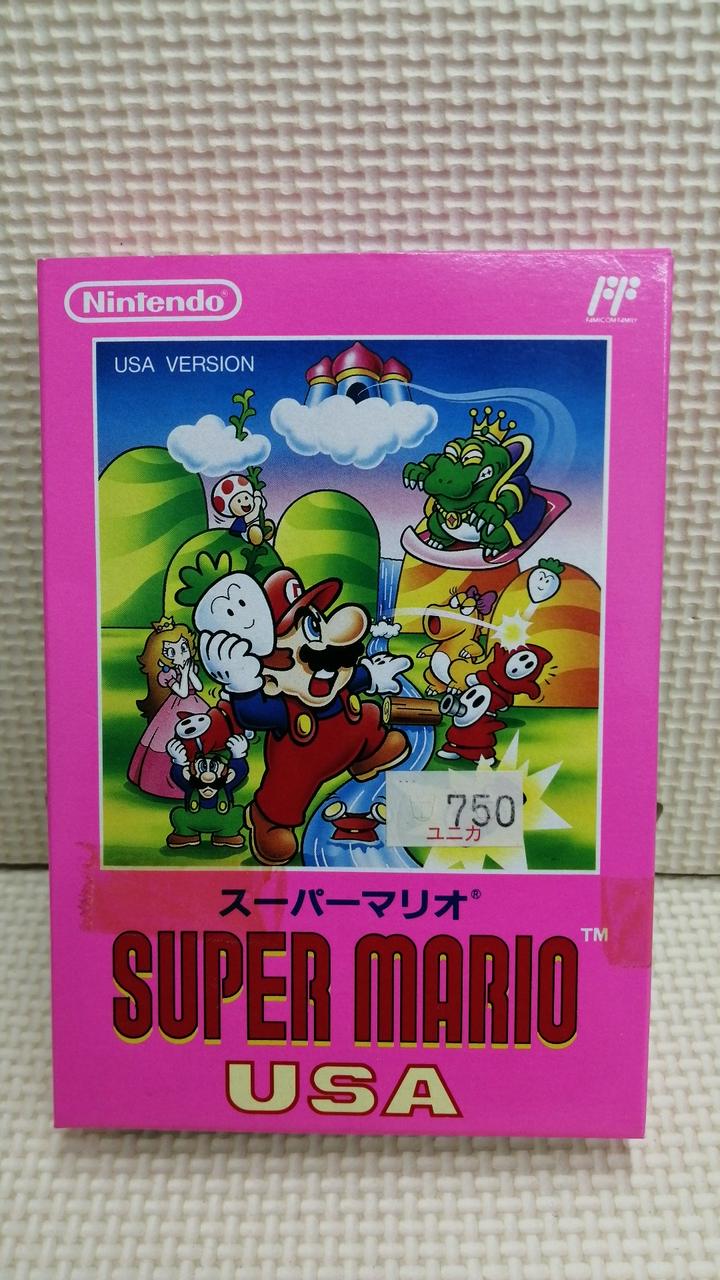 Nintendo®
FAMICOM FAMILY
USA VERSION
M
750
ユニカ
スーパーマリオ®
SUPER MARIO™
USA